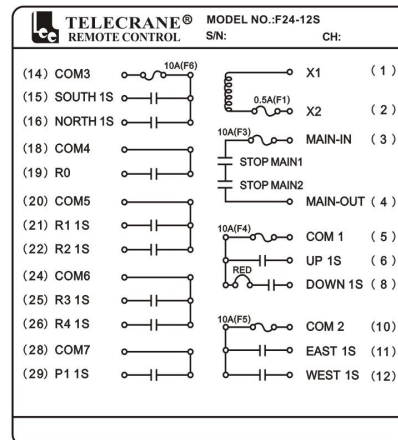 TELECRANE® MODEL NO.:F24-12S
REMOTE CONTROL S/N: CH:
10A(F6)
(14) COM3
(15) SOUTH 1S
(16) NORTH 1S
(18) COM4
(19) R0
(20) COM5
(21) R1 1S
(22) R2 1S
(24) COM6
(25) R3 1S
(26) R4 1S
(28) COM7
(29) P1 1S
X1 (1)
0.5A(F1)
X2 (2)
10A(F3)
MAIN-IN (3)
STOP MAIN1
STOP MAIN2
MAIN-OUT (4)
10A(F4)
COM 1 (5)
UP 1S (6)
RED
DOWN 1S (8)
10A(F5)
COM 2 (10)
EAST 1S (11)
WEST 1S (12)